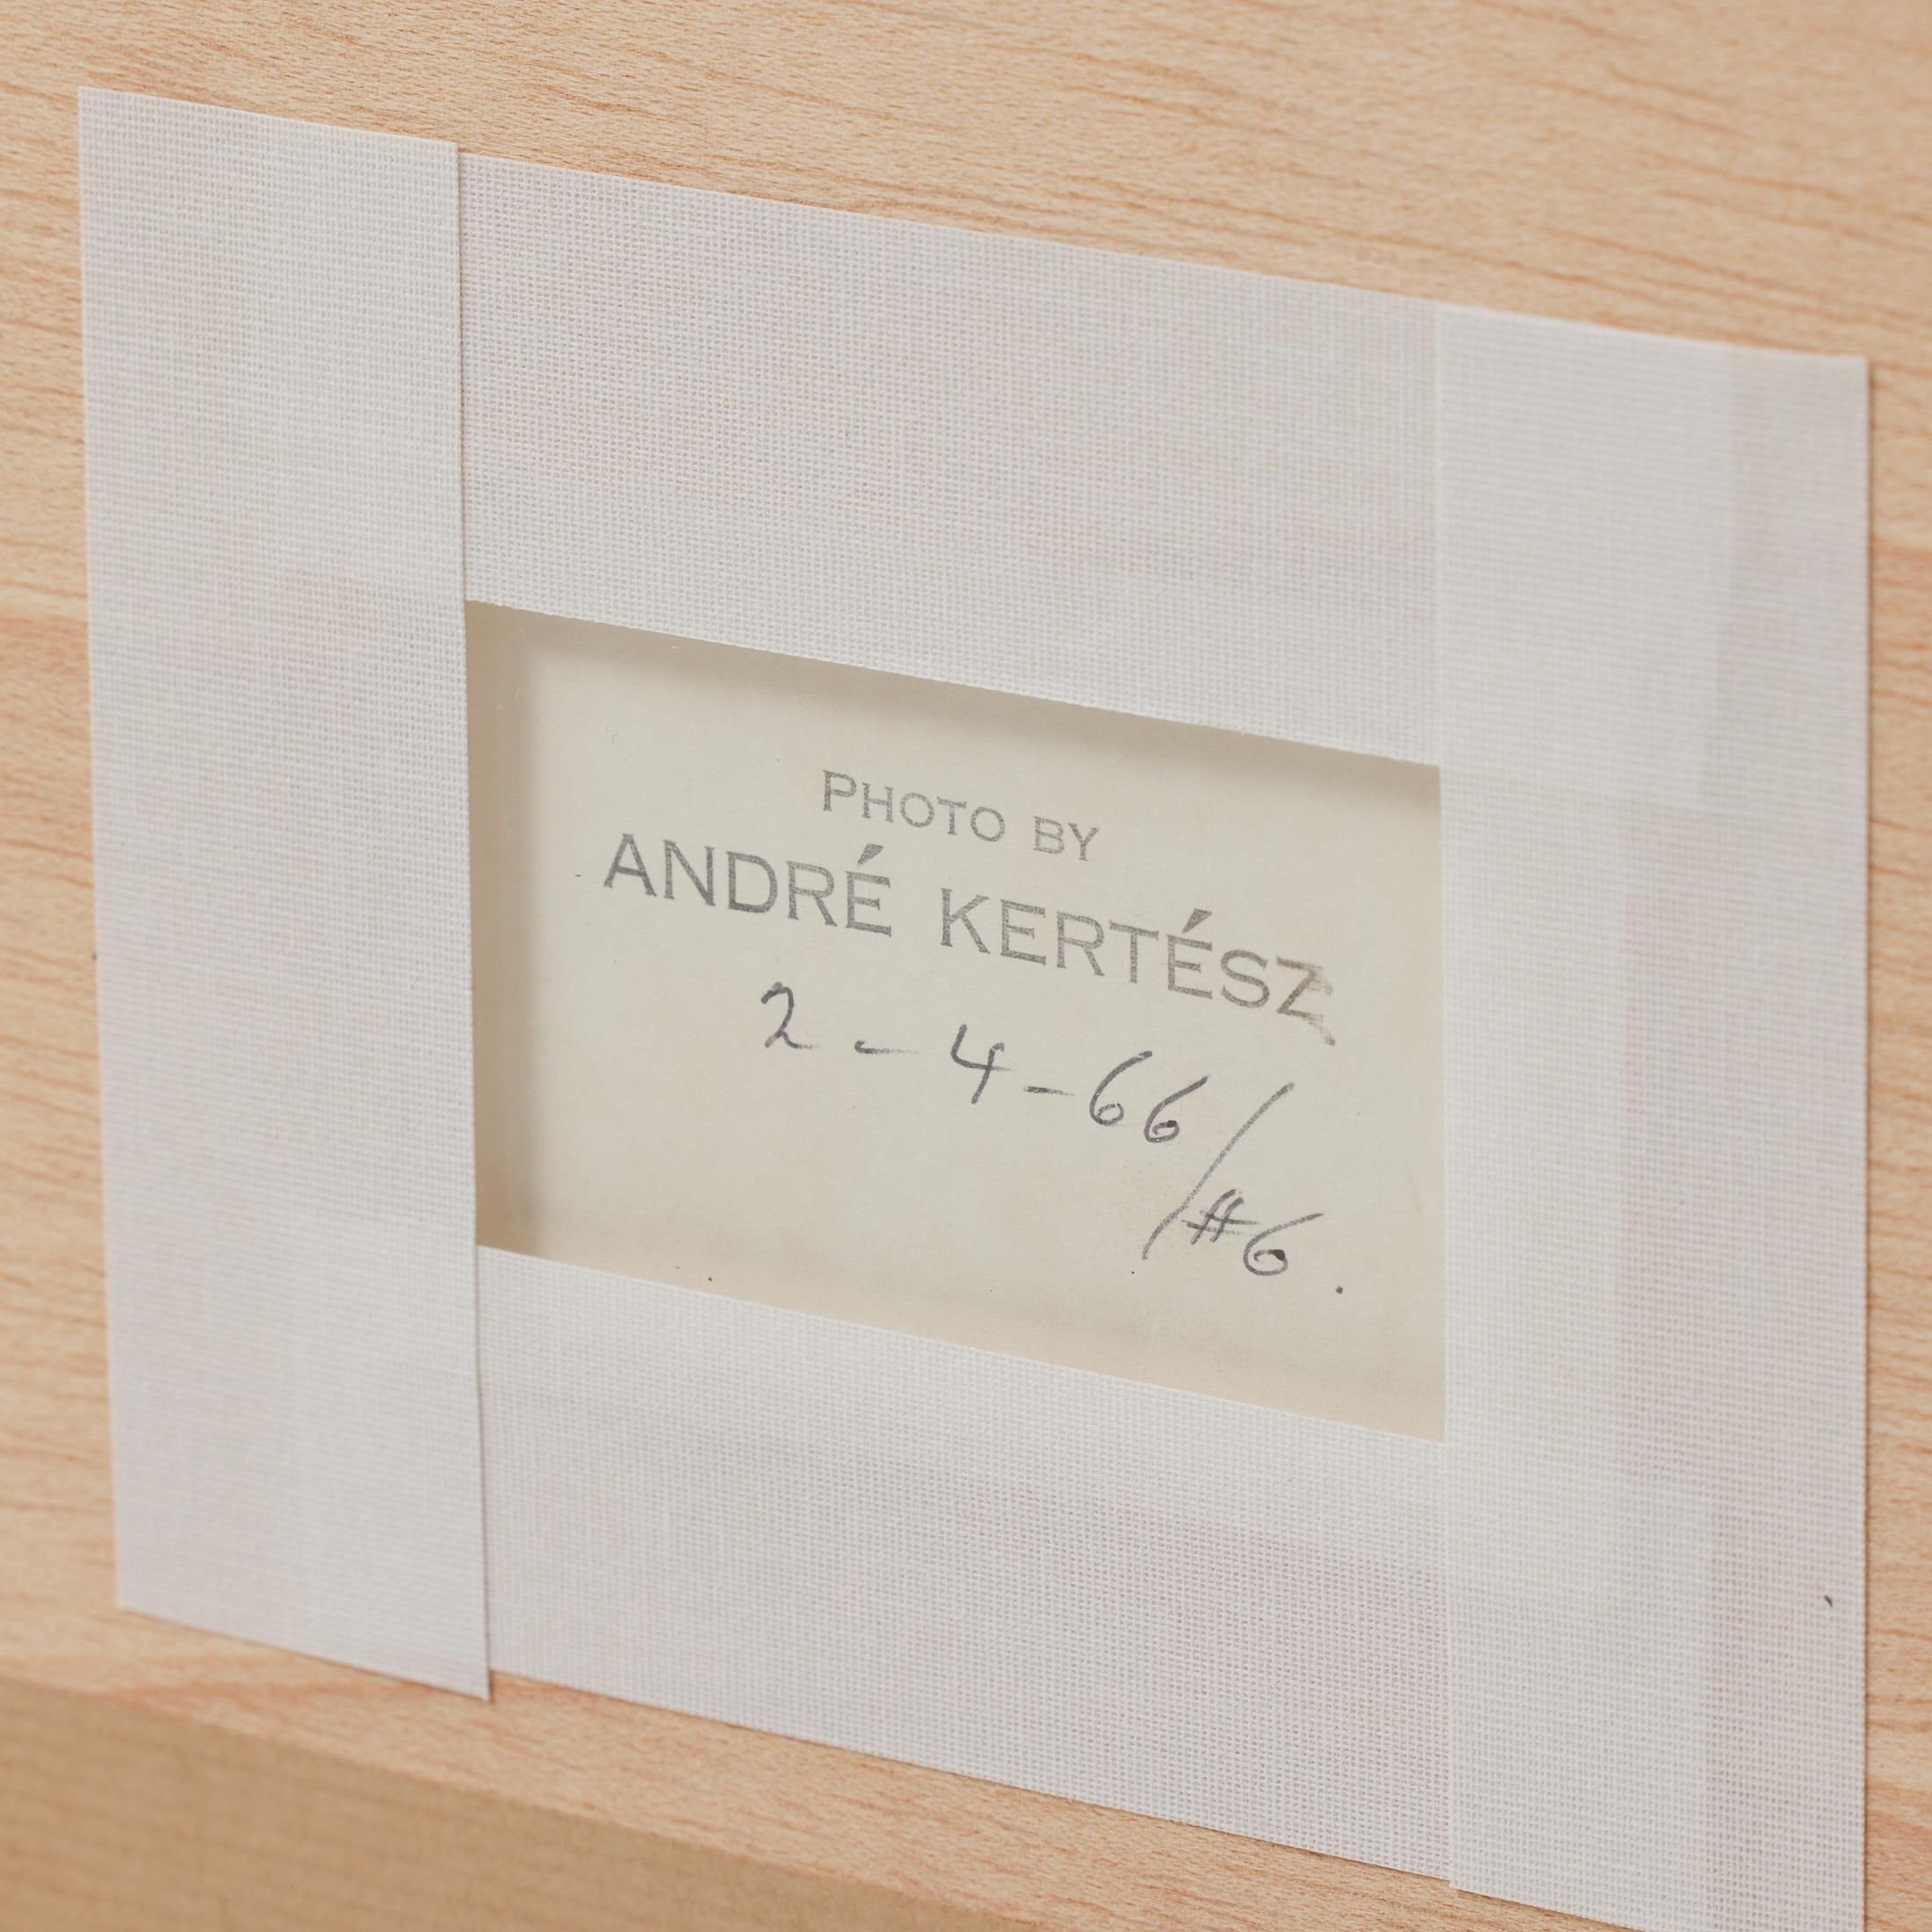 PHOTO BY
ANDRÉ KERTÉSZ
2-4-66/
#6.